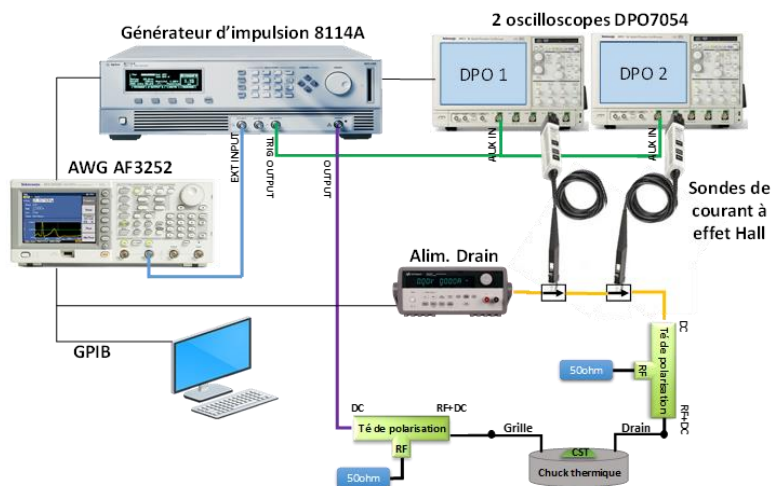 Générateur d'impulsion 8114A
2 oscilloscopes DPO7054
DPO 1
DPO 2
EXT INPUT
TRIG OUTPUT
OUTPUT
AUX IN
AUX IN
AWG AF3252
Sondes de
courant à
effet Hall
Alim. Drain
GPIB
DC
Té de polarisation
RF
RF+DC
50ohm
DC
RF+DC
Té de polarisation
RF
50ohm
Grille
Drain
CST
Chuck thermique